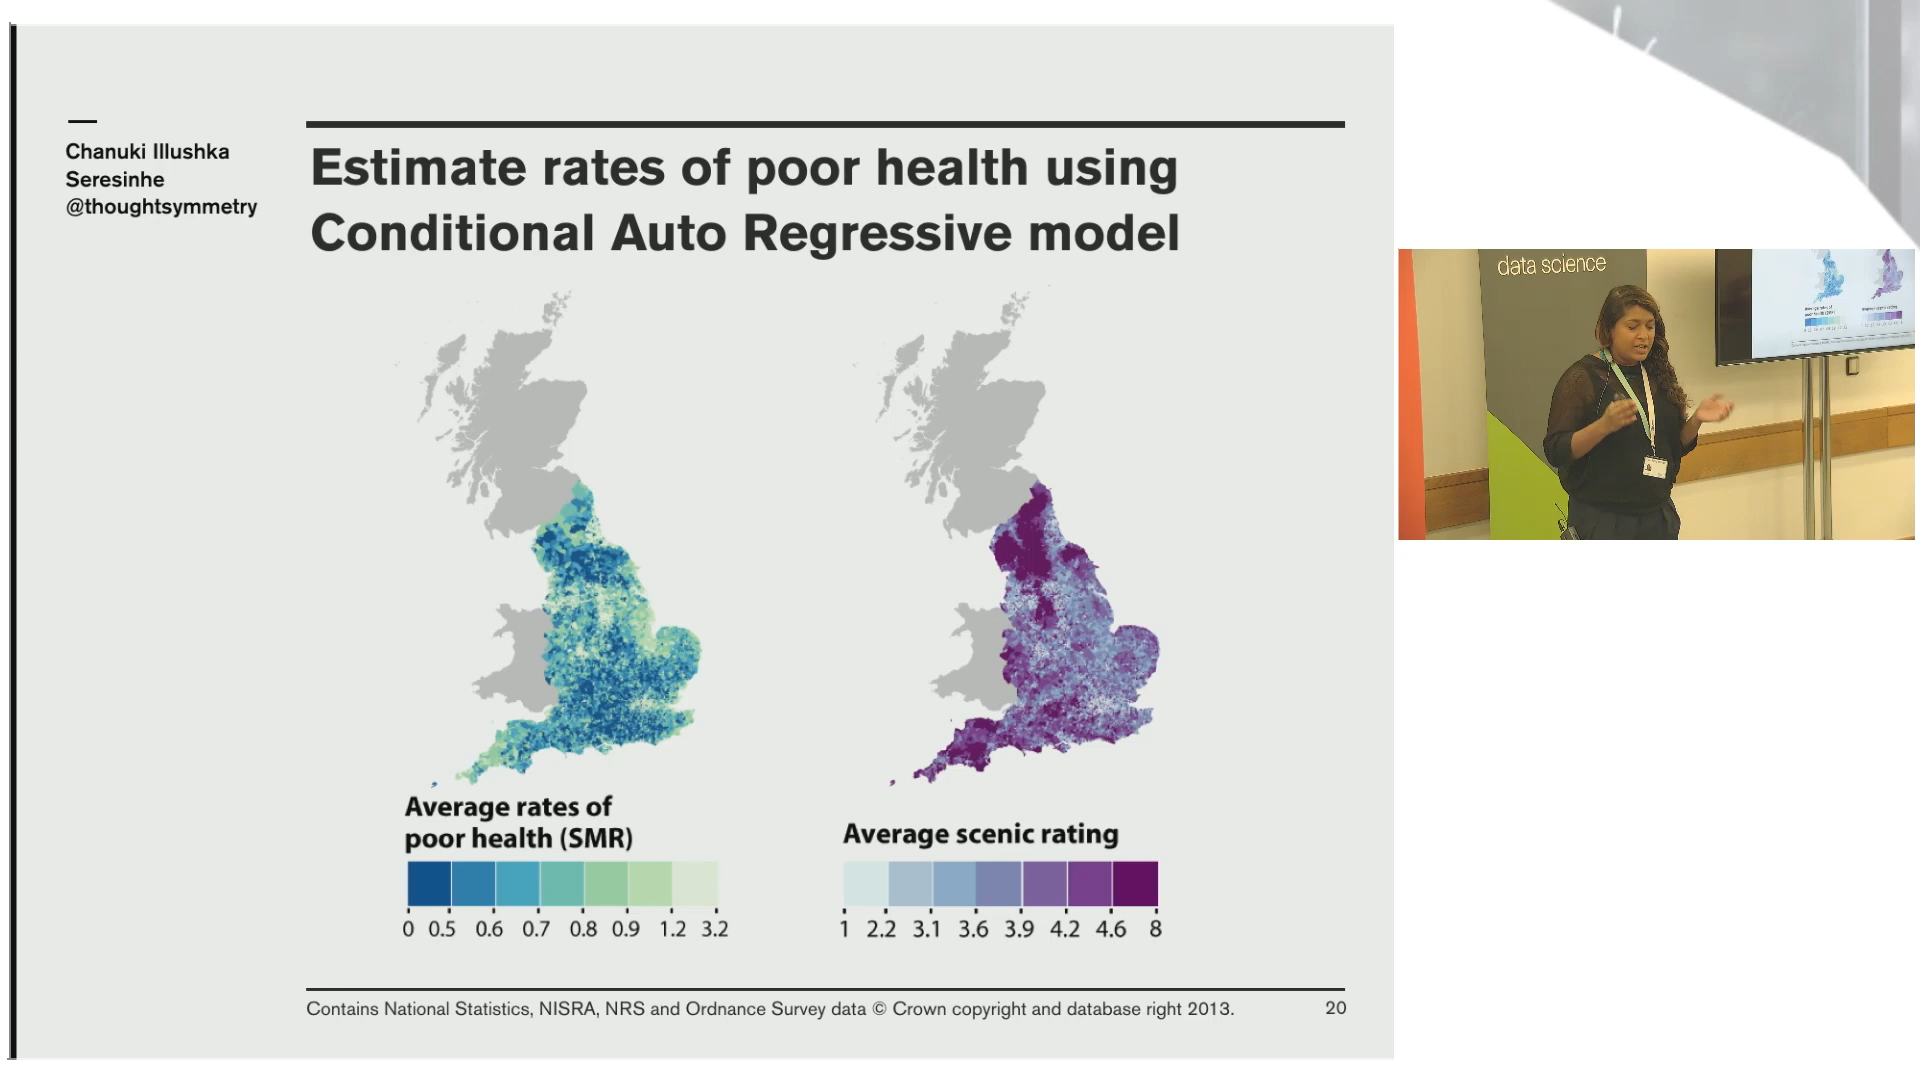 Chanuki Illushka
Seresinhe
@thoughtsymmetry
Estimate rates of poor health using
Conditional Auto Regressive model
Average rates of
poor health (SMR)
0 0.5 0.6 0.7 0.8 0.9 1.2 3.2
Average scenic rating
1 2.2 3.1 3.6 3.9 4.2 4.6 8
Contains National Statistics, NISRA, NRS and Ordnance Survey data © Crown copyright and database right 2013.
20
data science